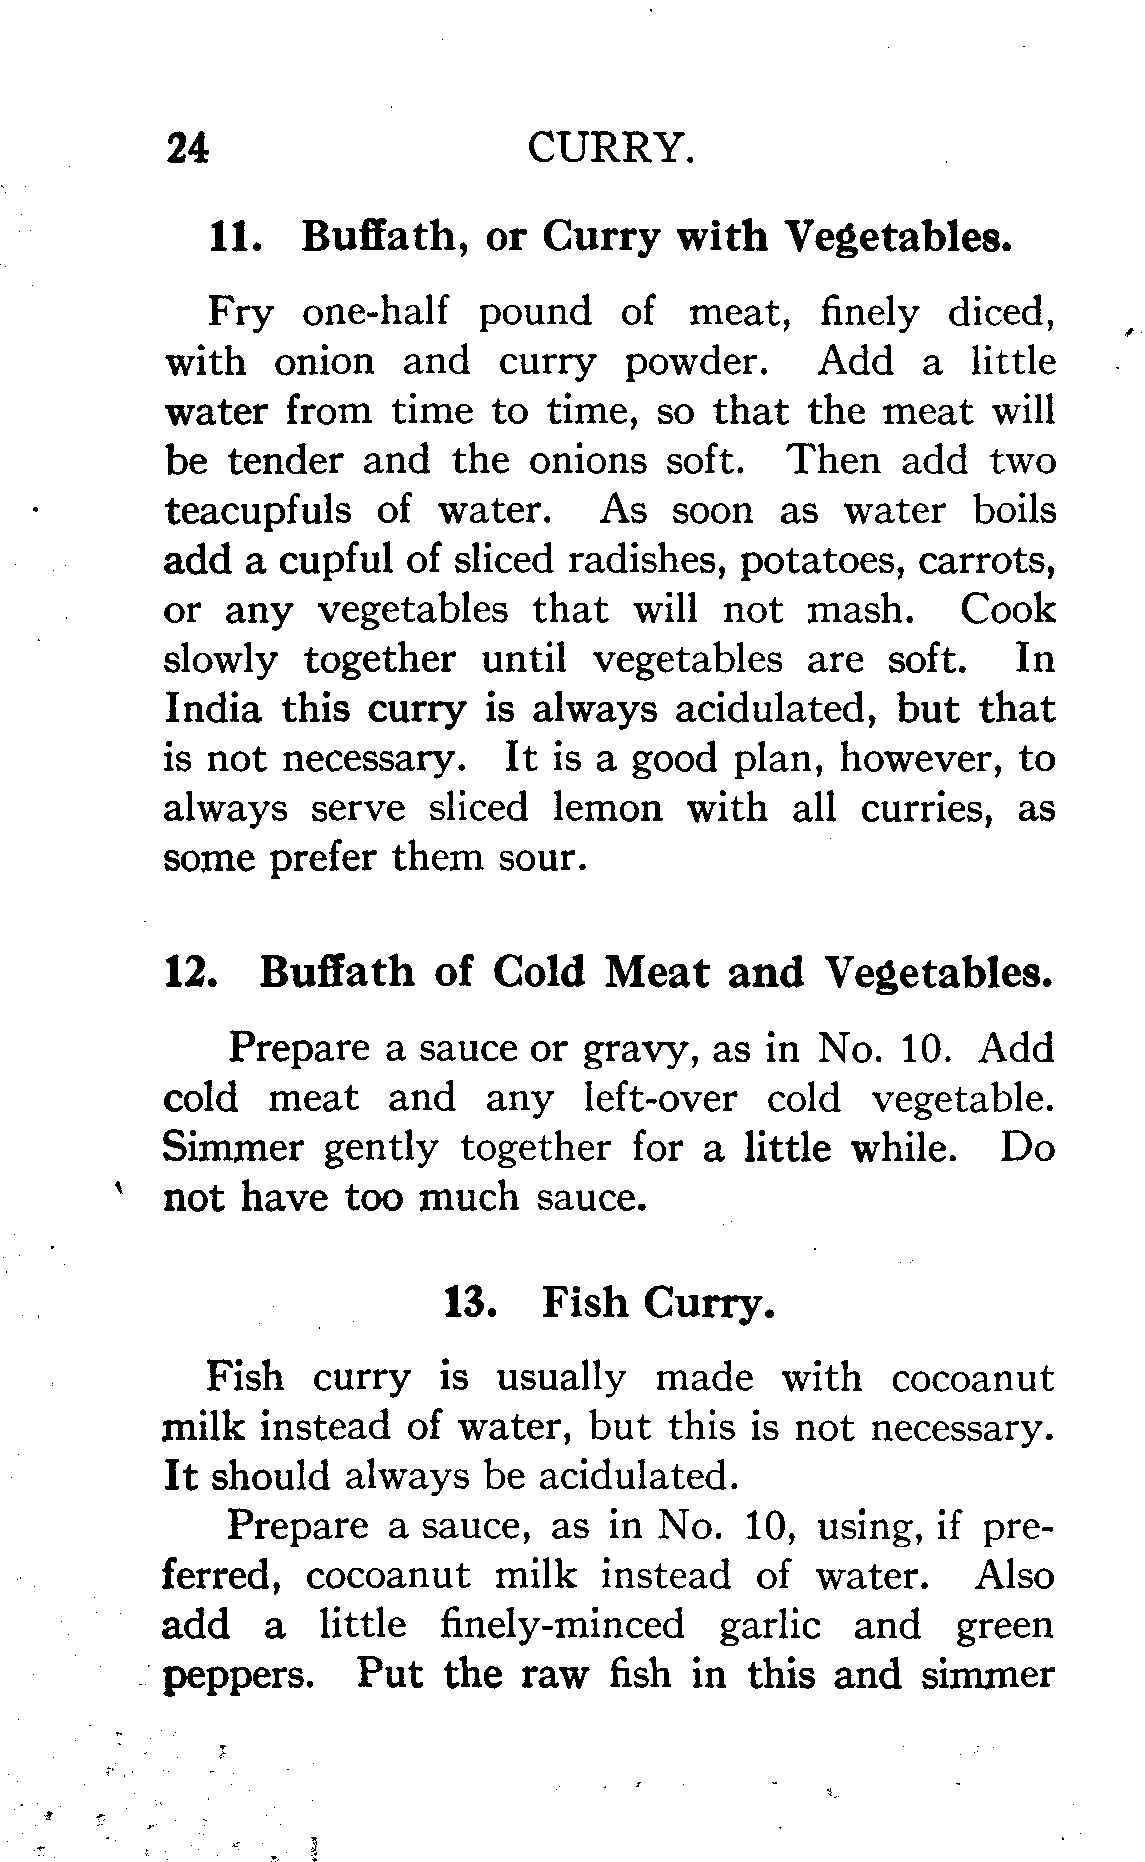 24 CURRY.
11. Buffath, or Curry with Vegetables.
Fry one-half pound of meat, finely diced,
with onion and curry powder. Add a little
water from time to time, so that the meat will
be tender and the onions soft. Then add two
teacupfuls of water. As soon as water boils
add a cupful of sliced radishes, potatoes, carrots,
or any vegetables that will not mash. Cook
slowly together until vegetables are soft. In
India this curry is always acidulated, but that
is not necessary. It is a good plan, however, to
always serve sliced lemon with all curries, as
some prefer them sour.
12. Buffath of Cold Meat and Vegetables.
Prepare a sauce or gravy, as in No. 10. Add
cold meat and any left-over cold vegetable.
Simmer gently together for a little while. Do
not have too much sauce.
13. Fish Curry.
Fish curry is usually made with cocoanut
milk instead of water, but this is not necessary.
It should always be acidulated.
Prepare a sauce, as in No. 10, using, if pre-
ferred, cocoanut milk instead of water. Also
add a little finely-minced garlic and green
peppers. Put the raw fish in this and simmer